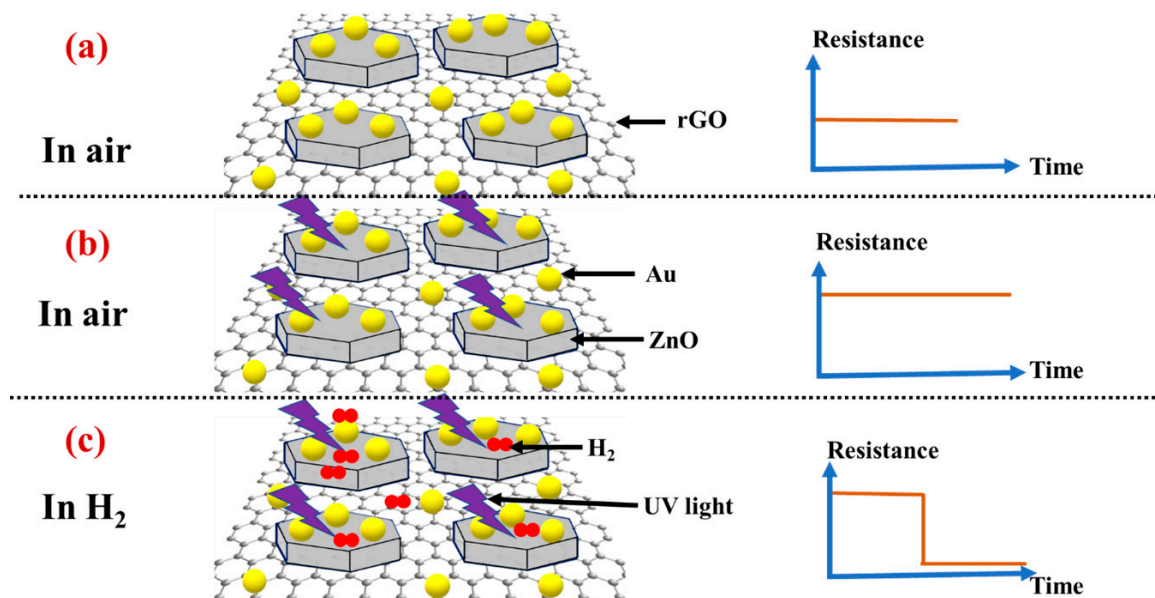 (a)
In air
rGO
Resistance
Time
(b)
In air
Au
ZnO
Resistance
Time
(c)
In H₂
H₂
UV light
Resistance
Time